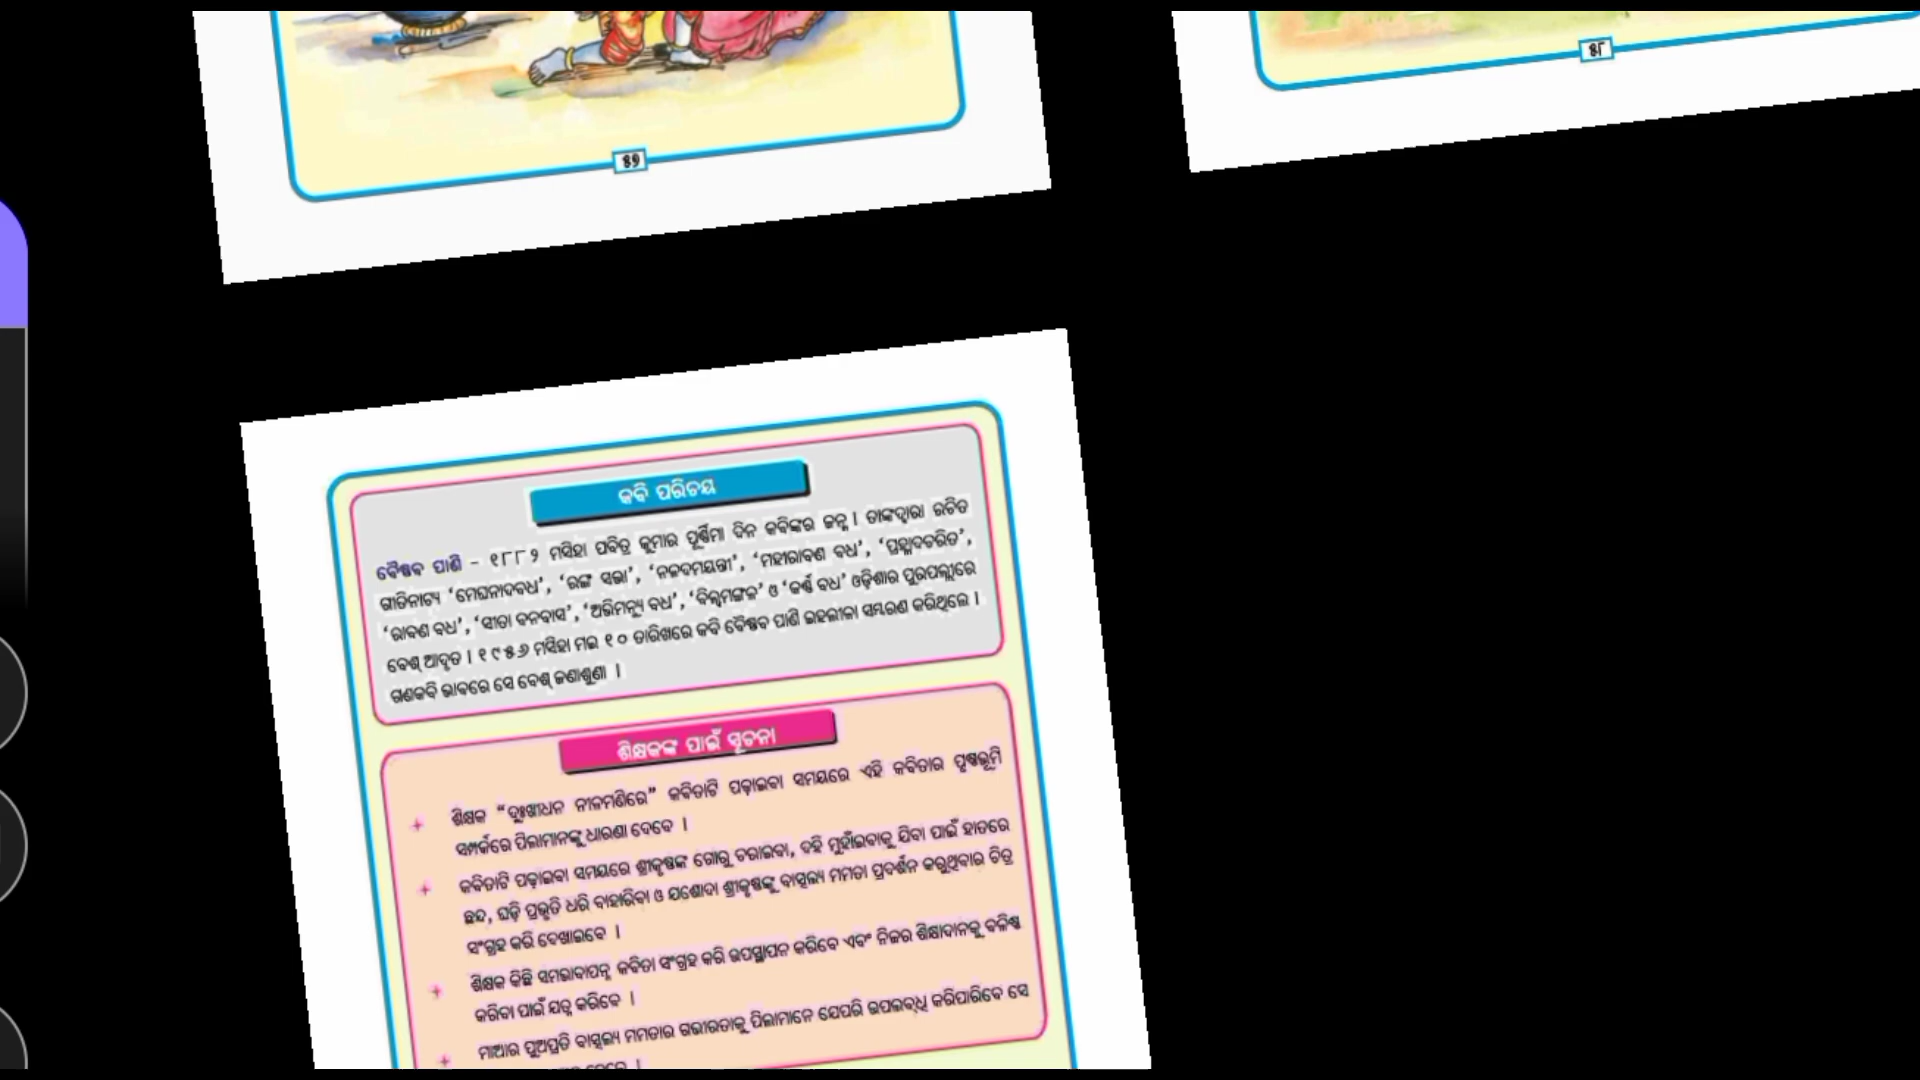 ୫୭
୫୮
କବି ପରିଚୟ
ବୈଷ୍ଣବ ପାଣି - ୧୮୮୨ ମସିହା ପବିତ୍ର କୁମାର ପୂର୍ଣ୍ଣିମା ଦିନ କବିଙ୍କର ଜନ୍ମ । ତାଙ୍କଦ୍ୱାରା ରଚିତ
ଗୀତିନାଟ୍ୟ ‘ମେଘନାଦବଧ’, ‘ରଙ୍ଗ ସଭା’, ‘ନଳଦମୟନ୍ତୀ’, ‘ମହୀରାବଣ ବଧ’, ‘ପ୍ରହ୍ଲାଦଚରିତ’,
‘ରାବଣ ବଧ’, ‘ସୀତା ବନବାସ’, ‘ଅଭିମନ୍ୟୁ ବଧ’, ‘ବିଲ୍ୱମଙ୍ଗଳ’ ଓ ‘କର୍ଣ୍ଣ ବଧ’ ଓଡ଼ିଶାର ପୁରପଲ୍ଲୀରେ
ବେଶ୍ ଆଦୃତ । ୧୯୫୬ ମସିହା ମଇ ୧୦ ତାରିଖରେ କବି ବୈଷ୍ଣବ ପାଣି ଇହଲୀଳା ସମ୍ବରଣ କରିଥିଲେ ।
ଗଣକବି ଭାବରେ ସେ ବେଶ୍ ଜଣାଶୁଣା ।
ଶିକ୍ଷକଙ୍କ ପାଇଁ ସୂଚନା
+ ଶିକ୍ଷକ “ଦୁଃଖୀଧନ ନୀଳମଣିରେ” କବିତାଟି ପଢ଼ାଇବା ସମୟରେ ଏହି କବିତାର ପୃଷ୍ଠଭୂମି
ସମ୍ପର୍କରେ ପିଲାମାନଙ୍କୁ ଧାରଣା ଦେବେ ।
+ କବିତାଟି ପଢ଼ାଇବା ସମୟରେ ଶ୍ରୀକୃଷ୍ଣଙ୍କ ଗୋରୁ ଚରାଇବା, ଦହି ମୁହାଁଇବାକୁ ଯିବା ପାଇଁ ହାତରେ
ଛନ୍ଦ, ଘଡ଼ି ପ୍ରଭୃତି ଧରି ବାହାରିବା ଓ ଯଶୋଦା ଶ୍ରୀକୃଷ୍ଣଙ୍କୁ ବାତ୍ସଲ୍ୟ ମମତା ପ୍ରଦର୍ଶନ କରୁଥିବାର ଚିତ୍ର
ସଂଗ୍ରହ କରି ଦେଖାଇବେ ।
+ ଶିକ୍ଷକ କିଛି ସମଭାବାପନ୍ନ କବିତା ସଂଗ୍ରହ କରି ଉପସ୍ଥାପନ କରିବେ ଏବଂ ନିଜର ଶିକ୍ଷାଦାନକୁ ବଳିଷ୍ଠ
କରିବା ପାଇଁ ଯତ୍ନ କରିବେ ।
+ ମାଆର ପୁଅପ୍ରତି ବାତ୍ସଲ୍ୟ ମମତାର ଗଭୀରତାକୁ ପିଲାମାନେ ଯେପରି ଉପଲବ୍ଧି କରିପାରିବେ ସେ